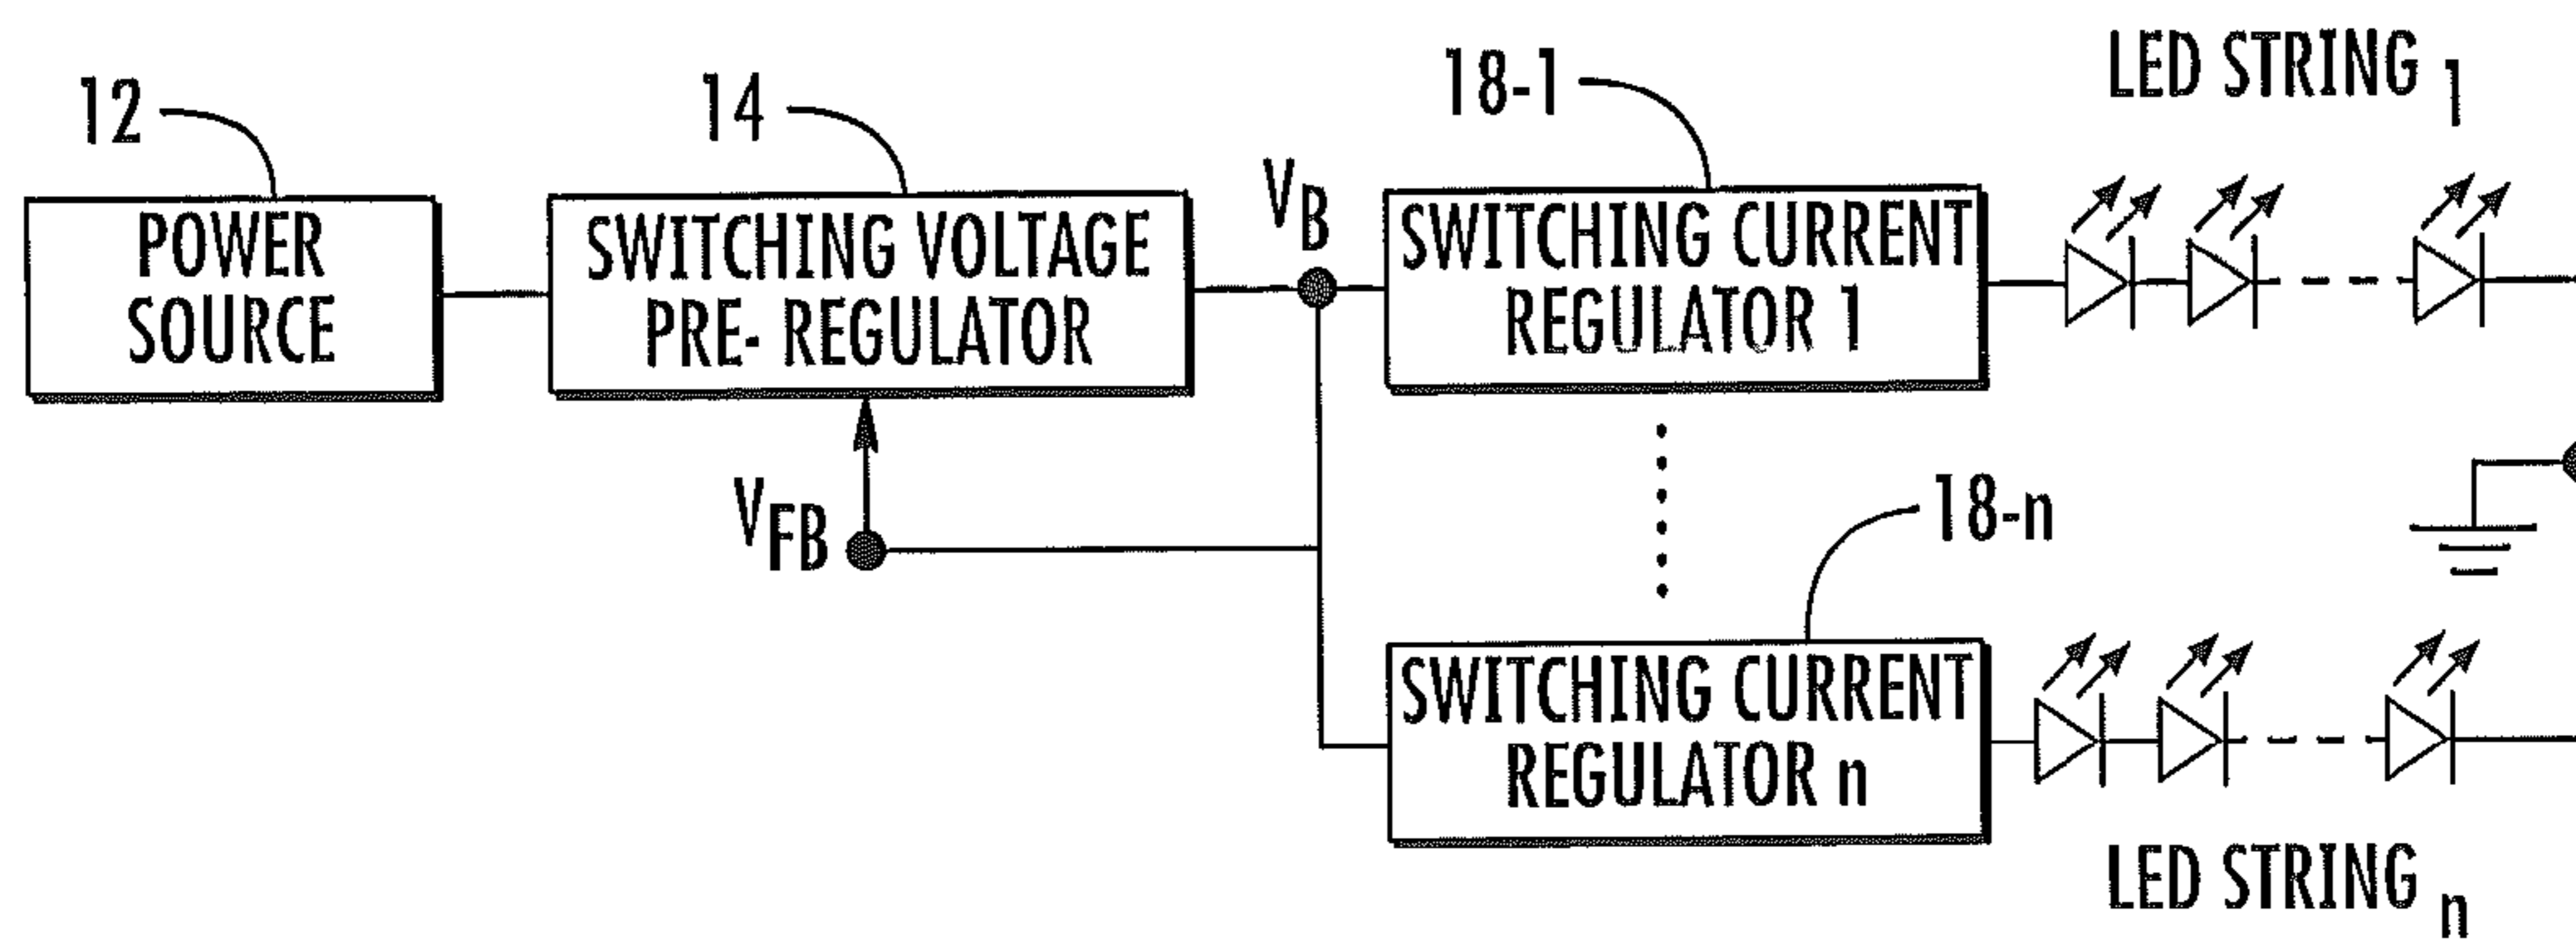 12
14
18-1
LED STRING 1
POWER
SOURCE
SWITCHING VOLTAGE
PRE- REGULATOR
VB
SWITCHING CURRENT
REGULATOR 1
VFB
18-n
SWITCHING CURRENT
REGULATOR n
LED STRING n